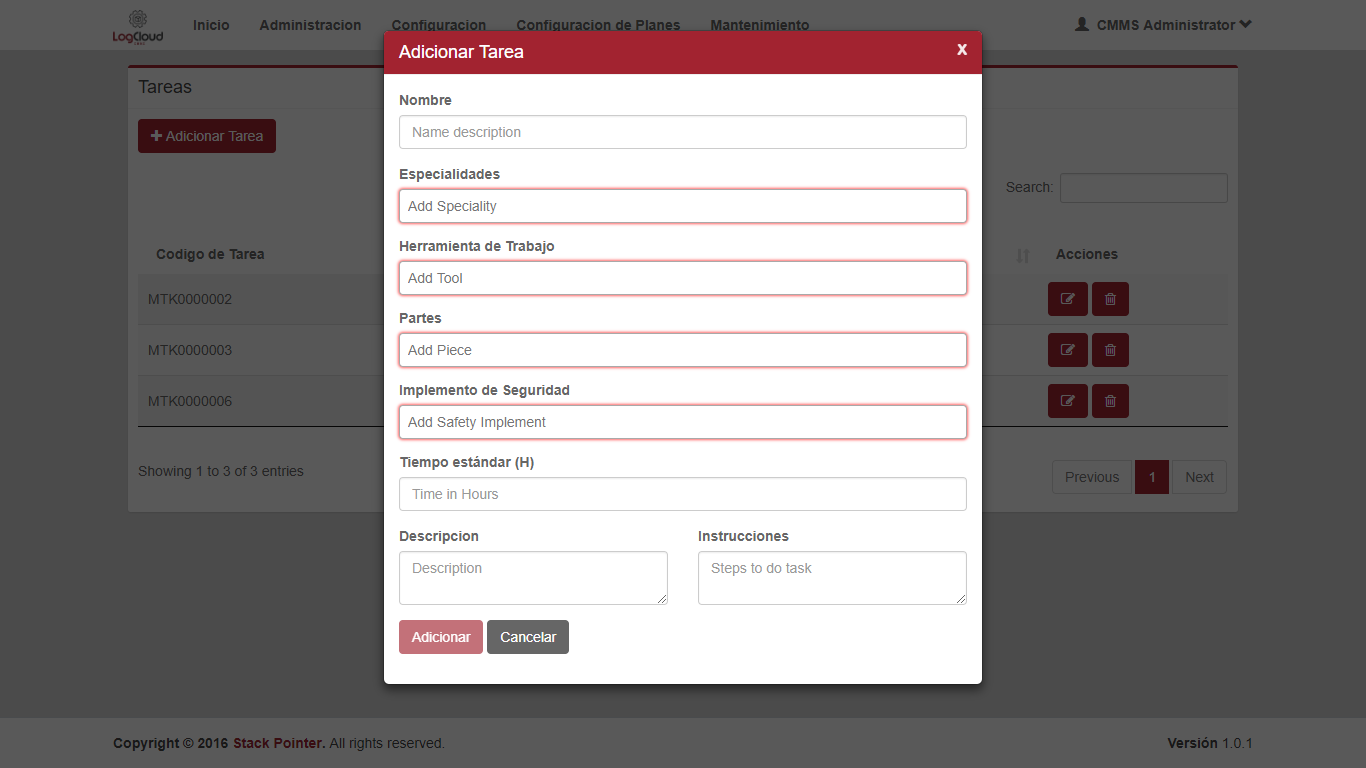 LogCloud
Inicio Administracion Configuracion Configuracion de Planes Mantenimiento CMMS Administrator
Adicionar Tarea x
Tareas
+ Adicionar Tarea
Search:
Codigo de Tarea Acciones
MTK0000002
MTK0000003
MTK0000006
Showing 1 to 3 of 3 entries
Previous 1 Next
Nombre
Name description
Especialidades
Add Speciality
Herramienta de Trabajo
Add Tool
Partes
Add Piece
Implemento de Seguridad
Add Safety Implement
Tiempo estándar (H)
Time in Hours
Descripcion Instrucciones
Description Steps to do task
Adicionar Cancelar
Copyright © 2016 Stack Pointer. All rights reserved. Versión 1.0.1